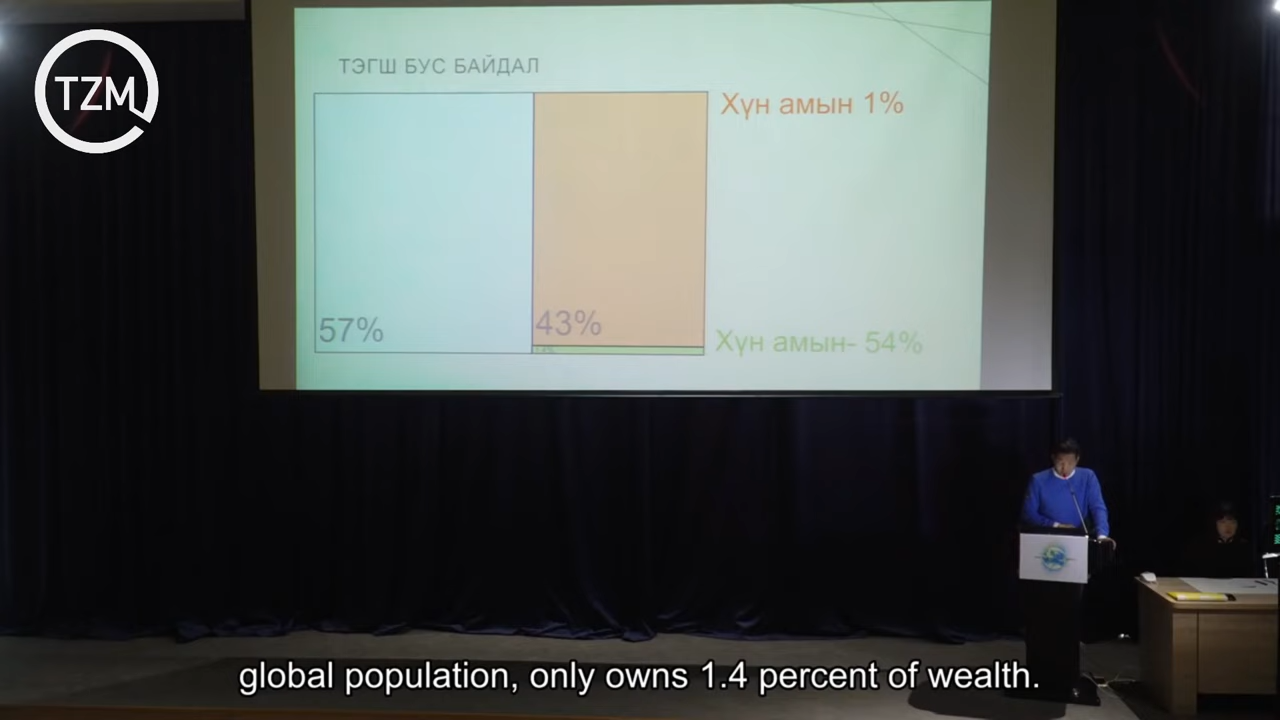 TZM
ТЭГШ БУС БАЙДАЛ
Хүн амын 1%
57%
43%
Хүн амын- 54%
global population, only owns 1.4 percent of wealth.